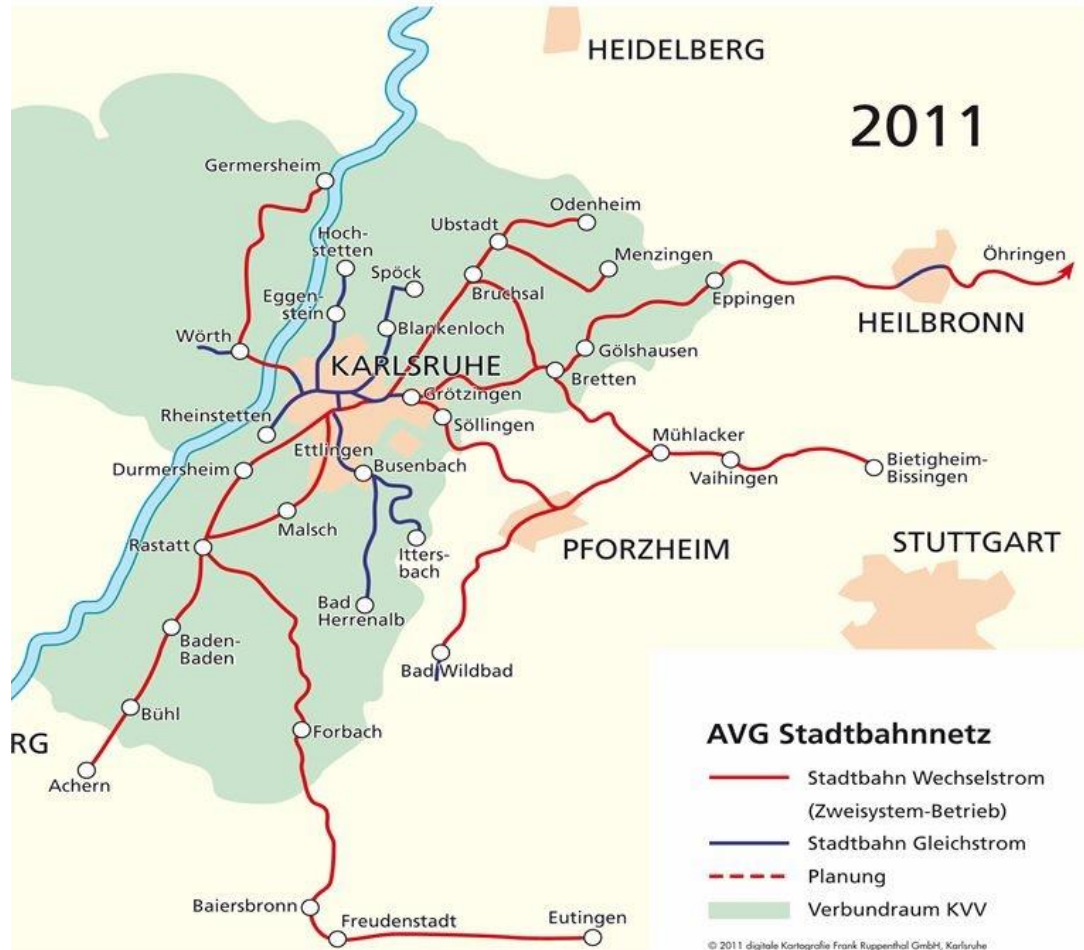 HEIDELBERG
2011
Germersheim
Odenheim
Ubstadt
Hoch-
stetten
Menzingen
Öhringen
Spöck
Bruchsal
Eppingen
Eggen-
stein
Blankenloch
HEILBRONN
Wörth
KARLSRUHE
Gölshausen
Bretten
Grötzingen
Rheinstetten
Söllingen
Mühlacker
Ettlingen
Durmersheim
Busenbach
Vaihingen
Bietigheim-
Bissingen
Malsch
Rastatt
PFORZHEIM
STUTTGART
Itters-
bach
Bad
Herrenalb
Baden-
Baden
Bad Wildbad
Bühl
Forbach
RG
Achern
Baiersbronn
Freudenstadt
Eutingen
AVG Stadtbahnnetz
Stadtbahn Wechselstrom
(Zweisystem-Betrieb)
Stadtbahn Gleichstrom
Planung
Verbundraum KVV
© 2011 digitale Kartografie Frank Ruppenthal GmbH, Karlsruhe